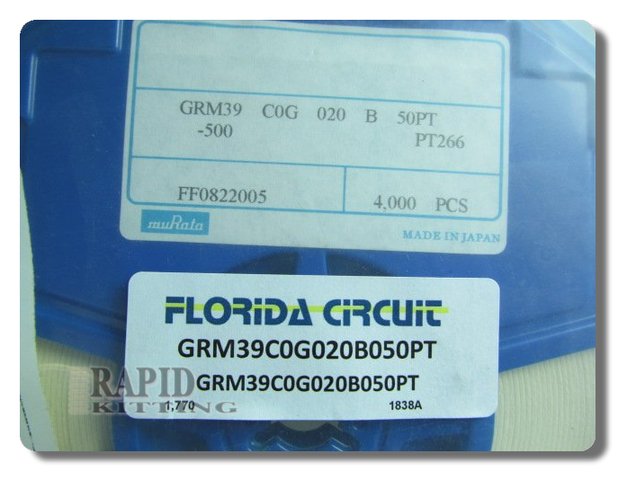 GRM39 C0G 020 B 50PT
-500 PT266
FF0822005 4,000 PCS
muRata
MADE IN JAPAN
FLORIDA CIRCUIT
GRM39C0G020B050PT
GRM39C0G020B050PT
1,770 1838A
RAPID
KITTING